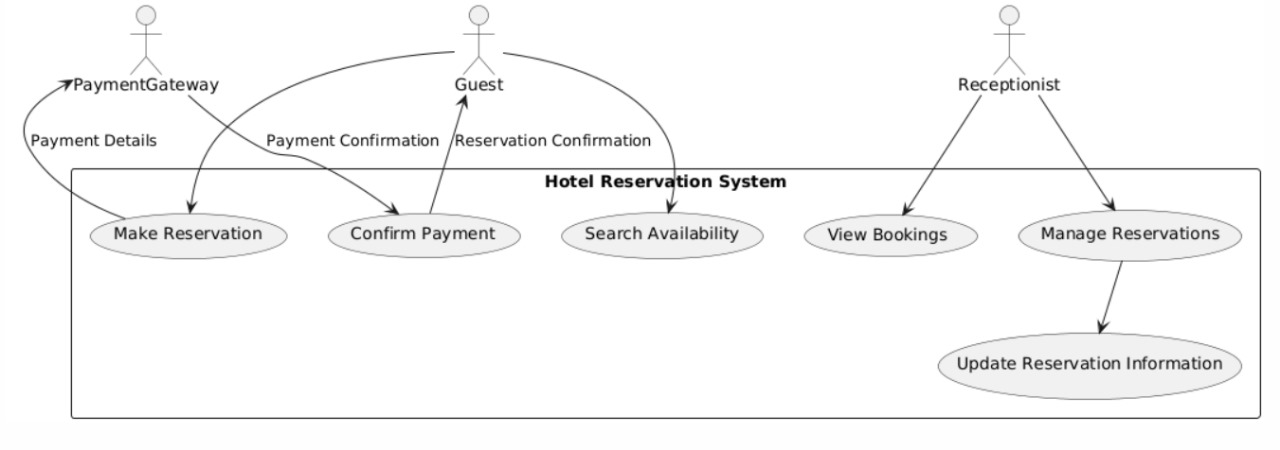 PaymentGateway
Guest
Receptionist
Payment Details
Payment Confirmation
Reservation Confirmation
Hotel Reservation System
Make Reservation
Confirm Payment
Search Availability
View Bookings
Manage Reservations
Update Reservation Information